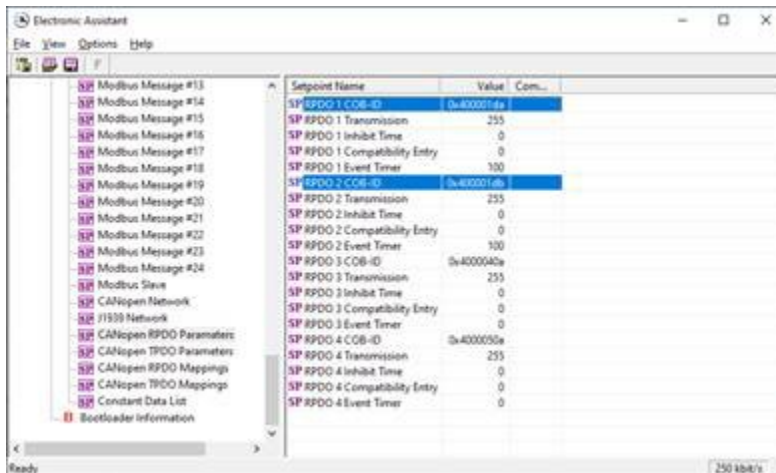 Electronic Assistant
File View Options Help
Modbus Message #13
Modbus Message #14
Modbus Message #15
Modbus Message #16
Modbus Message #17
Modbus Message #18
Modbus Message #19
Modbus Message #20
Modbus Message #21
Modbus Message #22
Modbus Message #23
Modbus Message #24
Modbus Slave
CANopen Network
J1939 Network
CANopen RPDO Parameters
CANopen TPDO Parameters
CANopen RPDO Mappings
CANopen TPDO Mappings
Constant Data List
Bootloader Information
Setpoint Name Value Com...
SP RPDO 1 COB-ID 0x400001da
SP RPDO 1 Transmission 255
SP RPDO 1 Inhibit Time 0
SP RPDO 1 Compatibility Entry 0
SP RPDO 1 Event Timer 100
SP RPDO 2 COB-ID 0x400001db
SP RPDO 2 Transmission 255
SP RPDO 2 Inhibit Time 0
SP RPDO 2 Compatibility Entry 0
SP RPDO 2 Event Timer 100
SP RPDO 3 COB-ID 0x4000040a
SP RPDO 3 Transmission 255
SP RPDO 3 Inhibit Time 0
SP RPDO 3 Compatibility Entry 0
SP RPDO 3 Event Timer 0
SP RPDO 4 COB-ID 0x4000050a
SP RPDO 4 Transmission 255
SP RPDO 4 Inhibit Time 0
SP RPDO 4 Compatibility Entry 0
SP RPDO 4 Event Timer 0
Ready
250 kbit/s